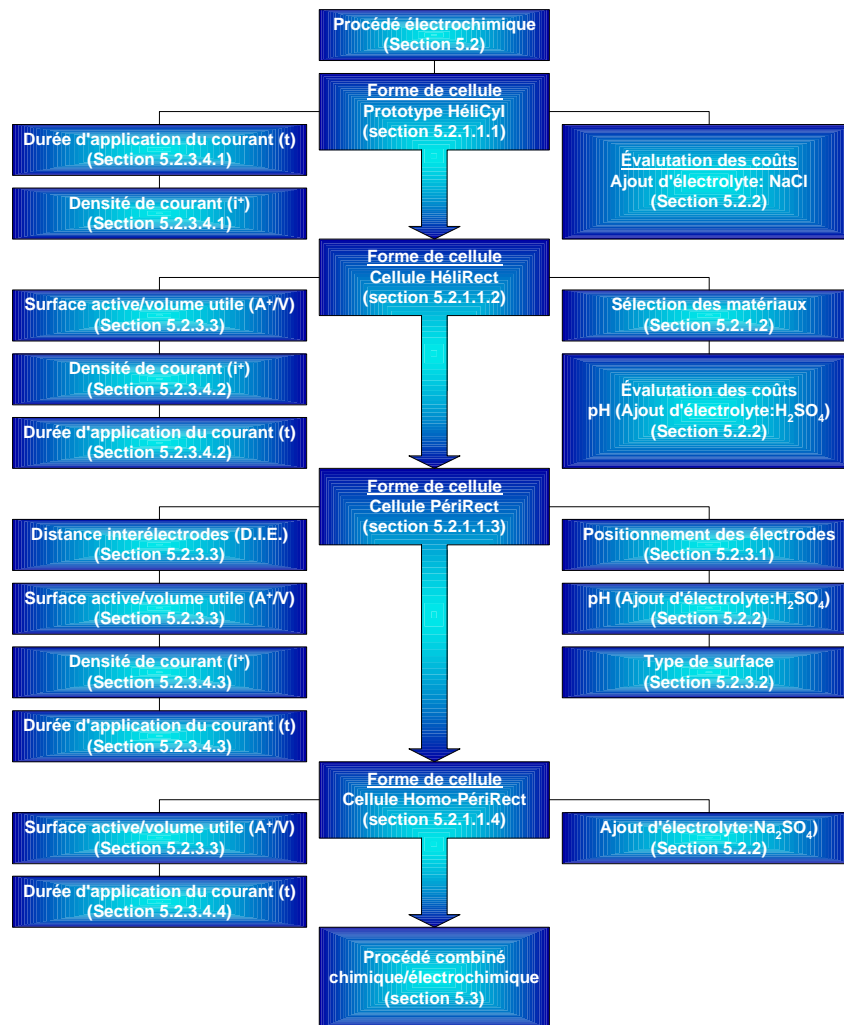 Procédé électrochimique
(Section 5.2)
Forme de cellule
Prototype HéliCyl
(section 5.2.1.1.1)
Durée d'application du courant (t)
(Section 5.2.3.4.1)
Densité de courant (i⁺)
(Section 5.2.3.4.1)
Évalutation des coûts
Ajout d'électrolyte: NaCl
(Section 5.2.2)
Forme de cellule
Cellule HéliRect
(section 5.2.1.1.2)
Surface active/volume utile (A⁺/V)
(Section 5.2.3.3)
Densité de courant (i⁺)
(Section 5.2.3.4.2)
Durée d'application du courant (t)
(Section 5.2.3.4.2)
Sélection des matériaux
(Section 5.2.1.2)
Évalutation des coûts
pH (Ajout d'électrolyte:H₂SO₄)
(Section 5.2.2)
Forme de cellule
Cellule PériRect
(section 5.2.1.1.3)
Distance interélectrodes (D.I.E.)
(Section 5.2.3.3)
Surface active/volume utile (A⁺/V)
(Section 5.2.3.3)
Densité de courant (i⁺)
(Section 5.2.3.4.3)
Durée d'application du courant (t)
(Section 5.2.3.4.3)
Positionnement des électrodes
(Section 5.2.3.1)
pH (Ajout d'électrolyte:H₂SO₄)
(Section 5.2.2)
Type de surface
(Section 5.2.3.2)
Forme de cellule
Cellule Homo-PériRect
(section 5.2.1.1.4)
Surface active/volume utile (A⁺/V)
(Section 5.2.3.3)
Durée d'application du courant (t)
(Section 5.2.3.4.4)
Ajout d'électrolyte:Na₂SO₄)
(Section 5.2.2)
Procédé combiné
chimique/électrochimique
(section 5.3)